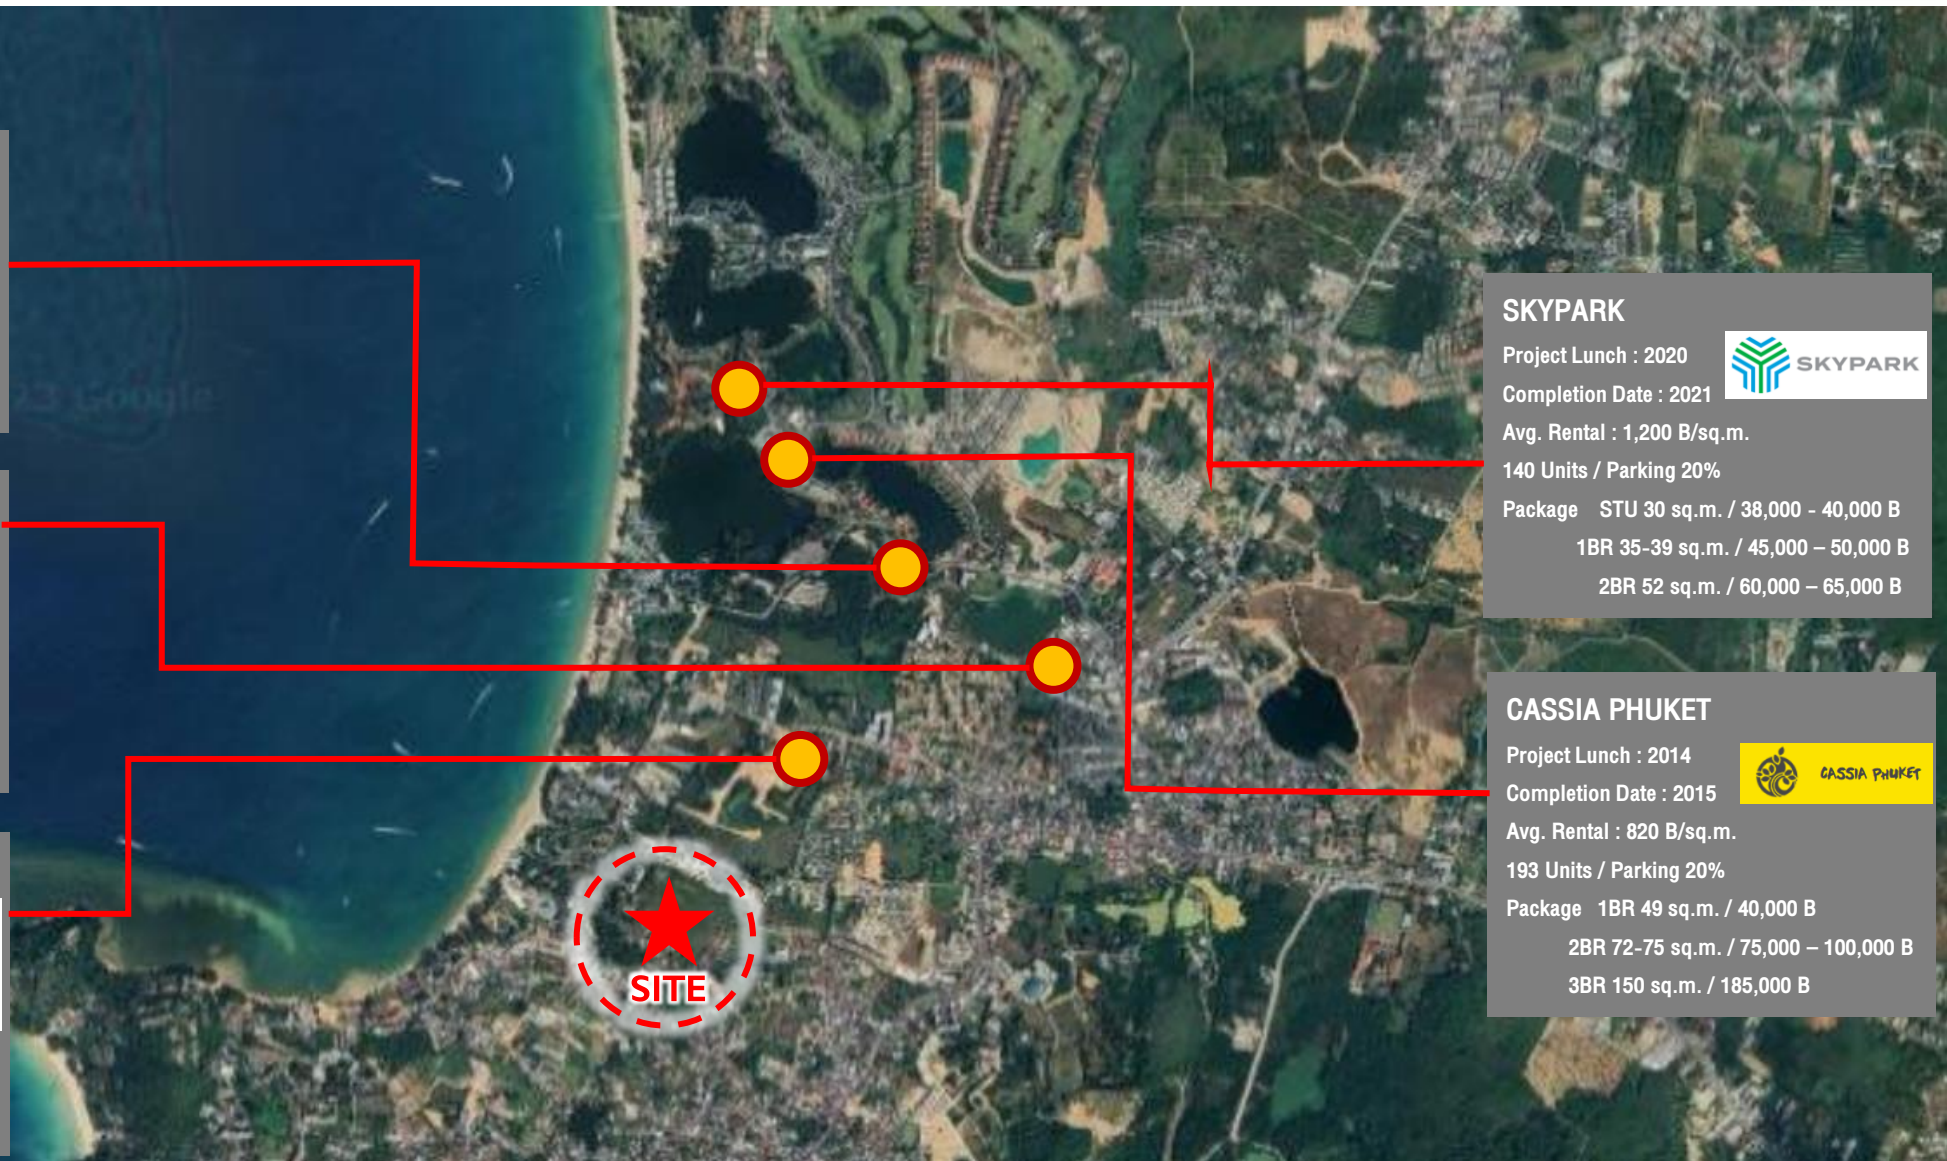 23 Google
SKYPARK
Project Lunch : 2020
SKYPARK
Completion Date : 2021
Avg. Rental : 1,200 B/sq.m.
140 Units / Parking 20%
Package STU 30 sq.m. / 38,000 - 40,000 B
1BR 35-39 sq.m. / 45,000 – 50,000 B
2BR 52 sq.m. / 60,000 – 65,000 B
CASSIA PHUKET
Project Lunch : 2014
CASSIA PHUKET
Completion Date : 2015
Avg. Rental : 820 B/sq.m.
193 Units / Parking 20%
Package 1BR 49 sq.m. / 40,000 B
2BR 72-75 sq.m. / 75,000 – 100,000 B
3BR 150 sq.m. / 185,000 B
SITE